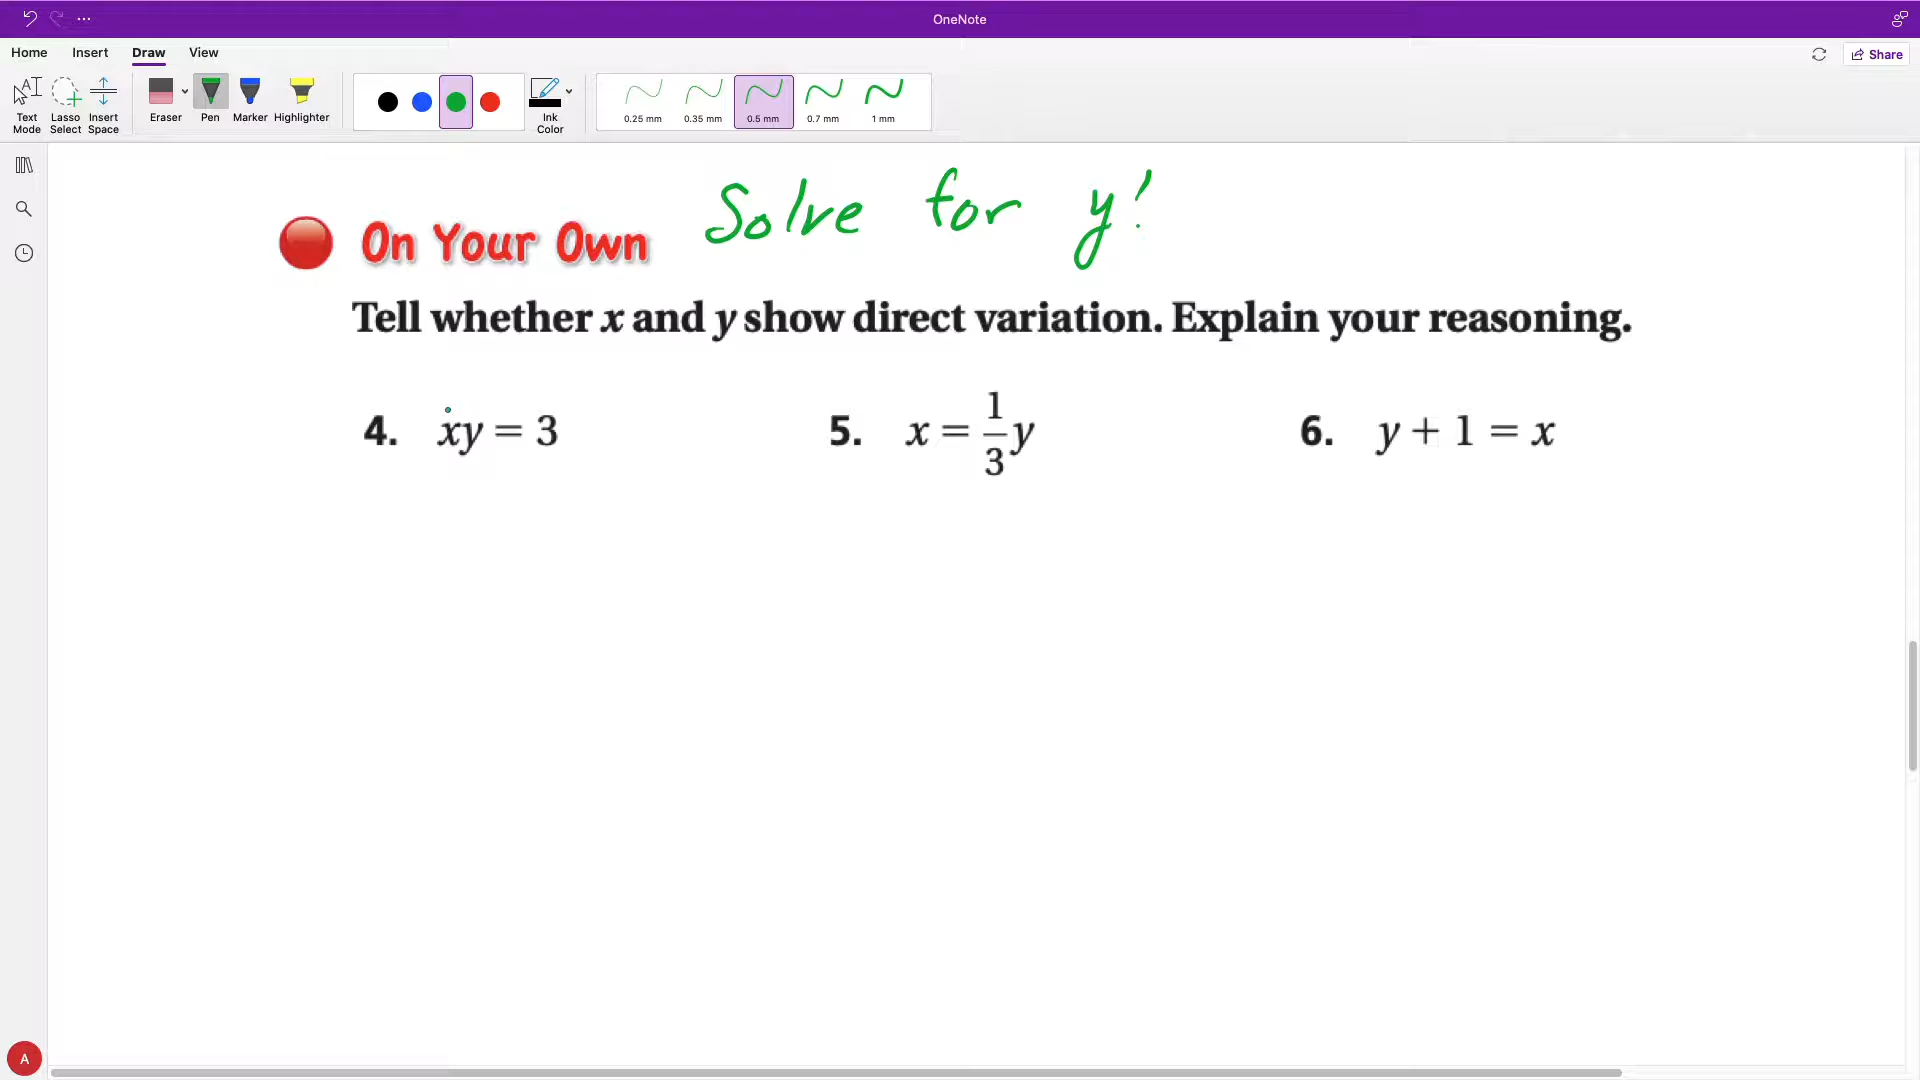 OneNote
Home Insert Draw View
Share
Text Mode
Lasso Select
Insert Space
Eraser
Pen
Marker
Highlighter
Ink Color
0.25 mm
0.35 mm
0.5 mm
0.7 mm
1 mm
On Your Own Solve for y!
Tell whether x and y show direct variation. Explain your reasoning.
4. xy = 3
5. x = 1/3 y
6. y + 1 = x
A